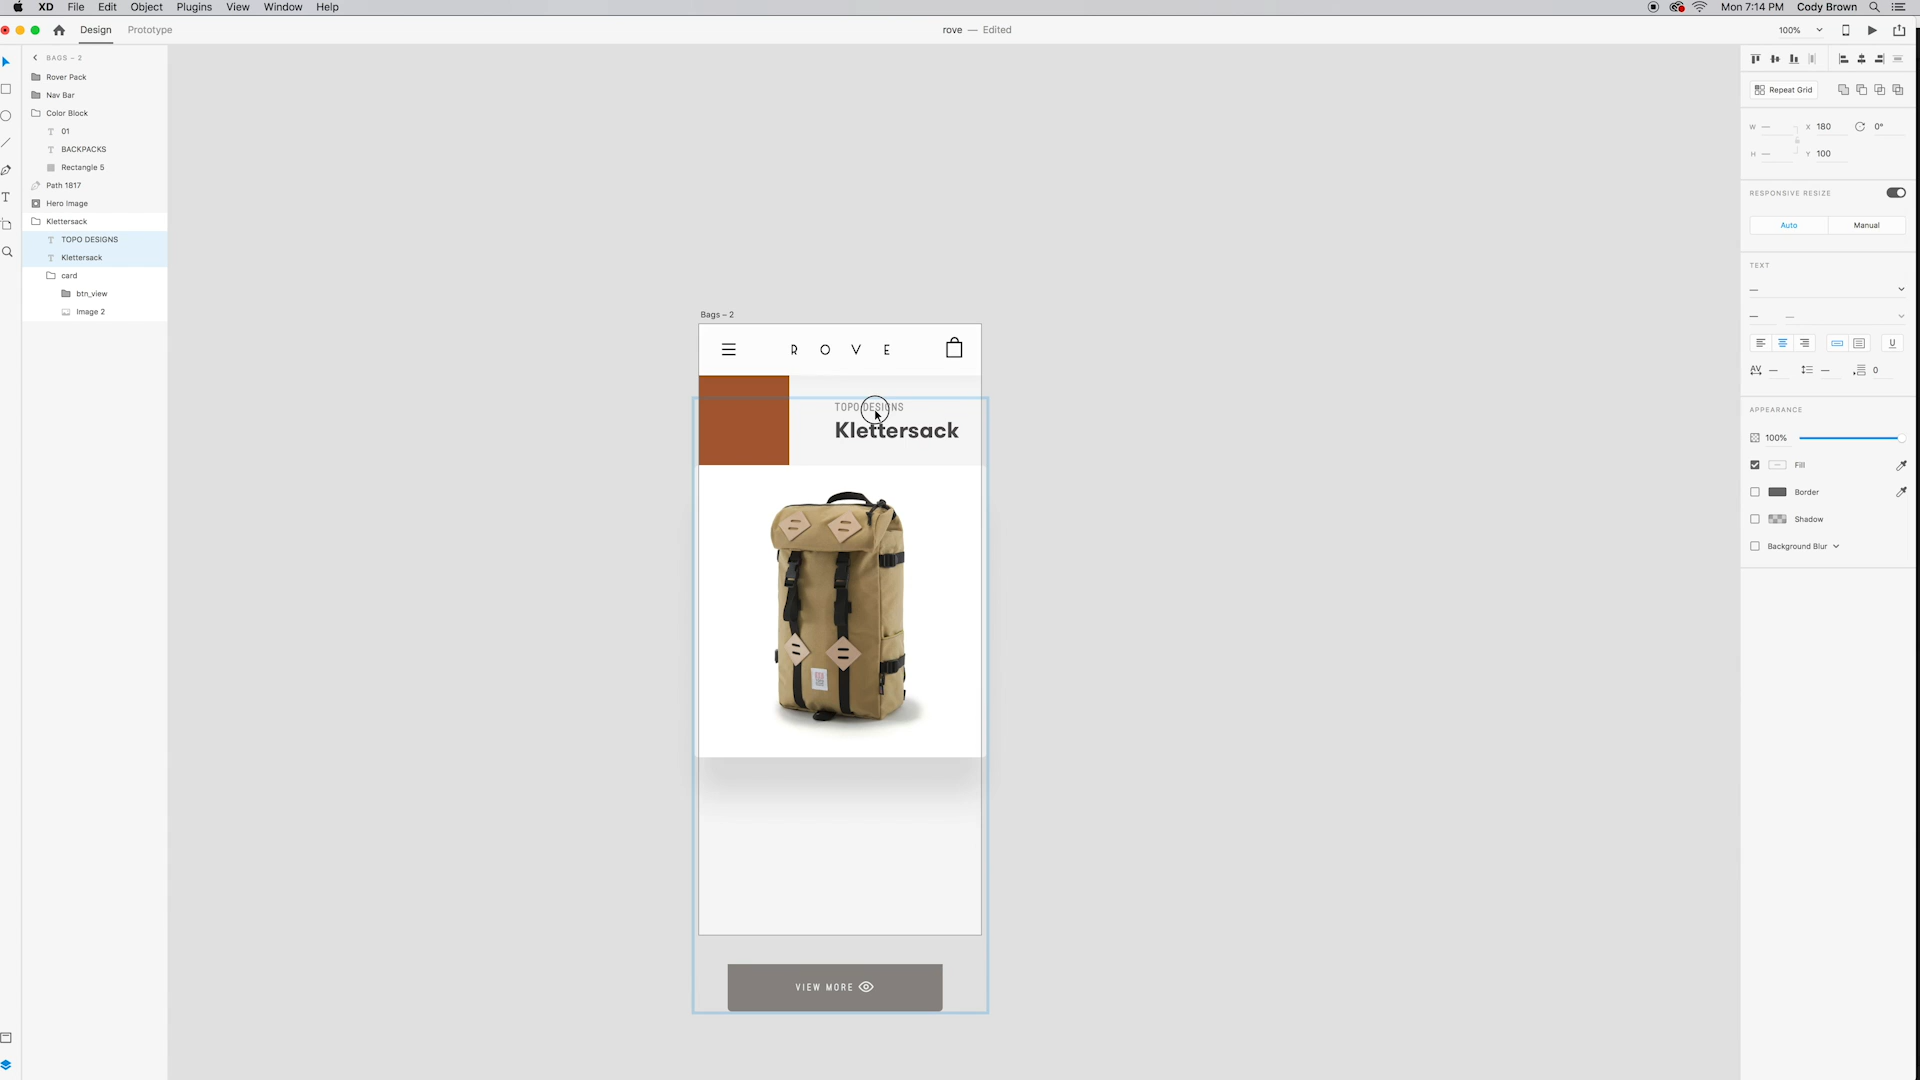 XD File Edit Object Plugins View Window Help
Mon 7:14 PM Cody Brown
Design Prototype
rove — Edited
100%
BAGS – 2
Rover Pack
Nav Bar
Color Block
T 01
T BACKPACKS
Rectangle 5
Path 1817
Hero Image
Klettersack
T TOPO DESIGNS
T Klettersack
card
btn_view
Image 2
Bags – 2
ROVE
TOPO DESIGNS
Klettersack
VIEW MORE
Repeat Grid
W — X 180 0°
H — Y 100
RESPONSIVE RESIZE
Auto Manual
TEXT
—
— —
U
AV — — 0
APPEARANCE
100%
Fill
Border
Shadow
Background Blur